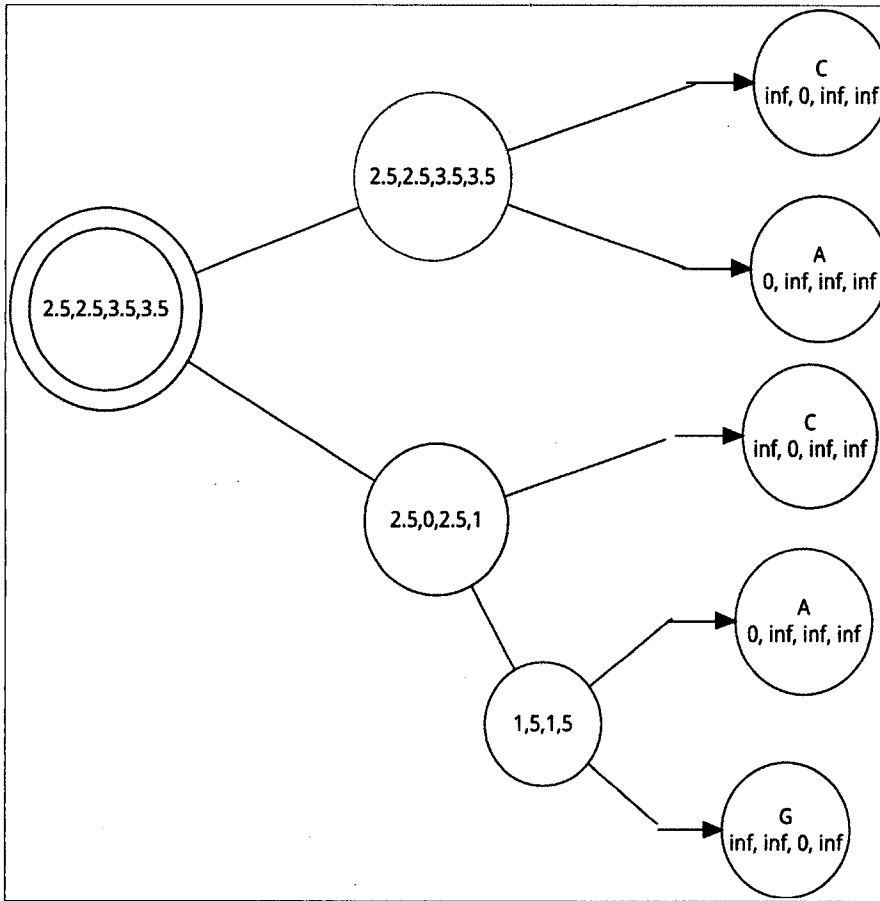 C
inf, 0, inf, inf
2.5,2.5,3.5,3.5
A
0, inf, inf, inf
2.5,2.5,3.5,3.5
C
inf, 0, inf, inf
2.5,0,2.5,1
A
0, inf, inf, inf
1,5,1,5
G
inf, inf, 0, inf